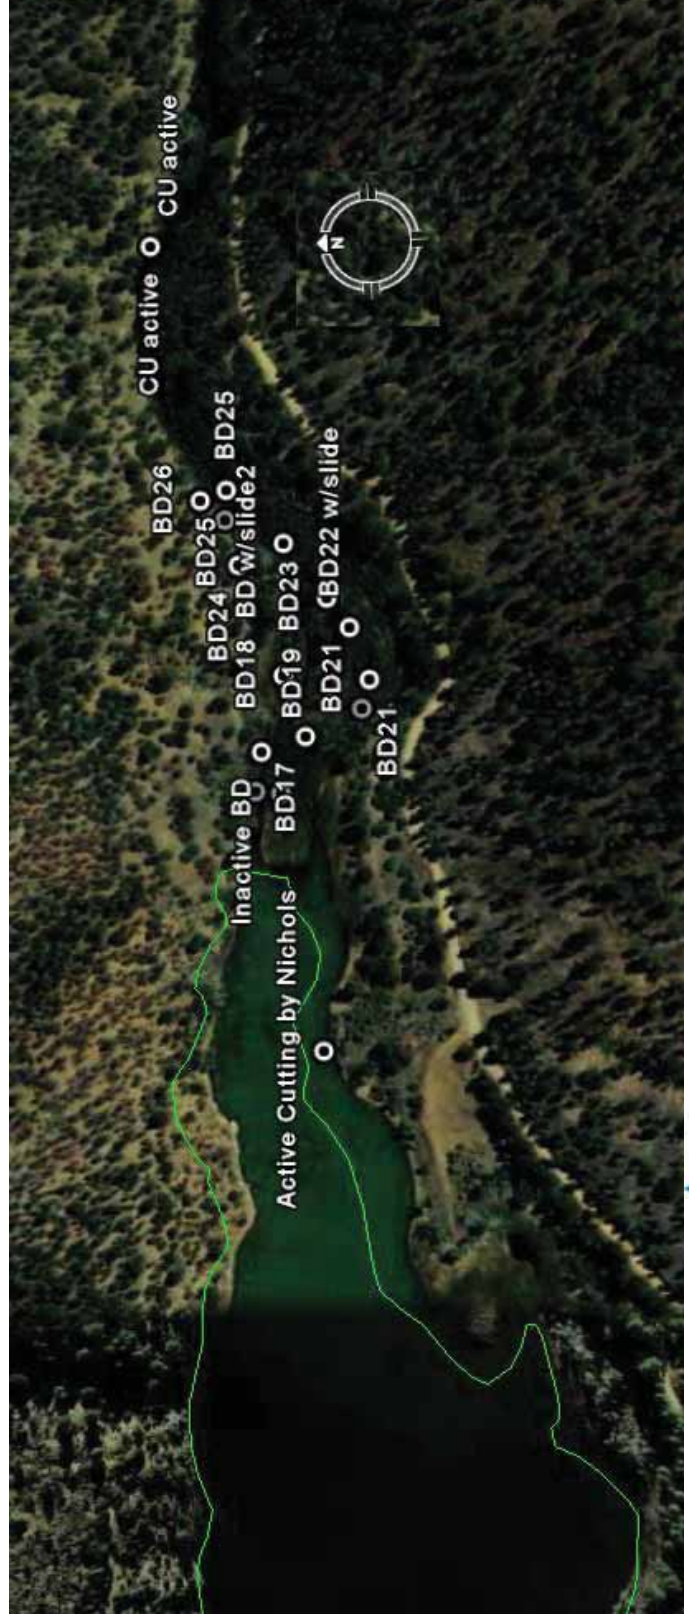 CU active
CU active
BD26
BD25
BD25
BD24
BD w/slide2
BD18
BD23
BD22 w/slide
BD19
BD21
BD21
Inactive BD
BD17
Active Cutting by Nichols
N